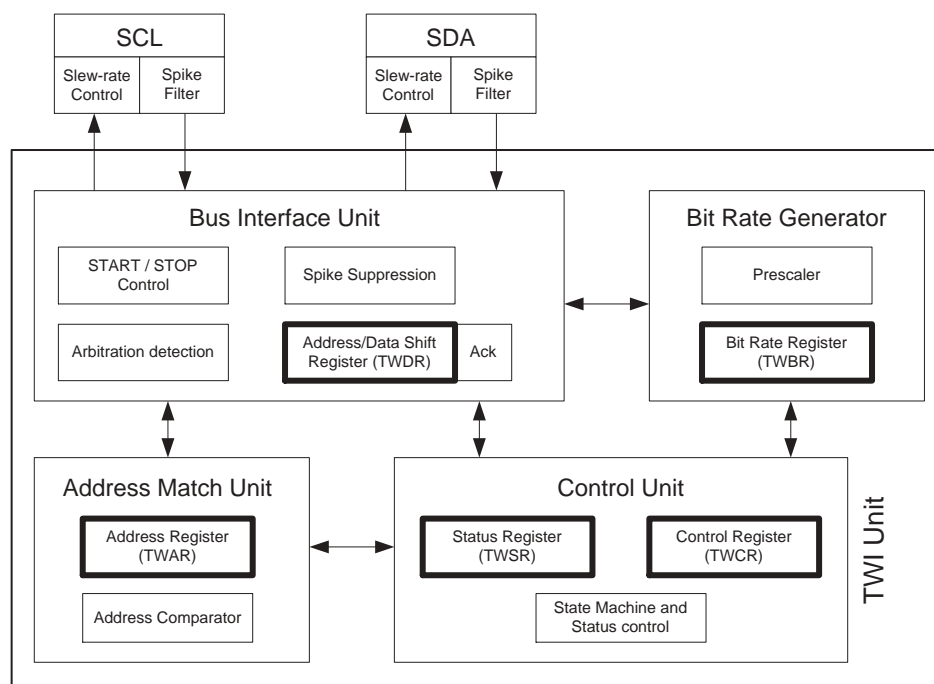 SCL
Slew-rate
Control
Spike
Filter
SDA
Slew-rate
Control
Spike
Filter
Bus Interface Unit
START / STOP
Control
Spike Suppression
Arbitration detection
Address/Data Shift
Register (TWDR)
Ack
Bit Rate Generator
Prescaler
Bit Rate Register
(TWBR)
Address Match Unit
Address Register
(TWAR)
Address Comparator
Control Unit
Status Register
(TWSR)
Control Register
(TWCR)
State Machine and
Status control
TWI Unit